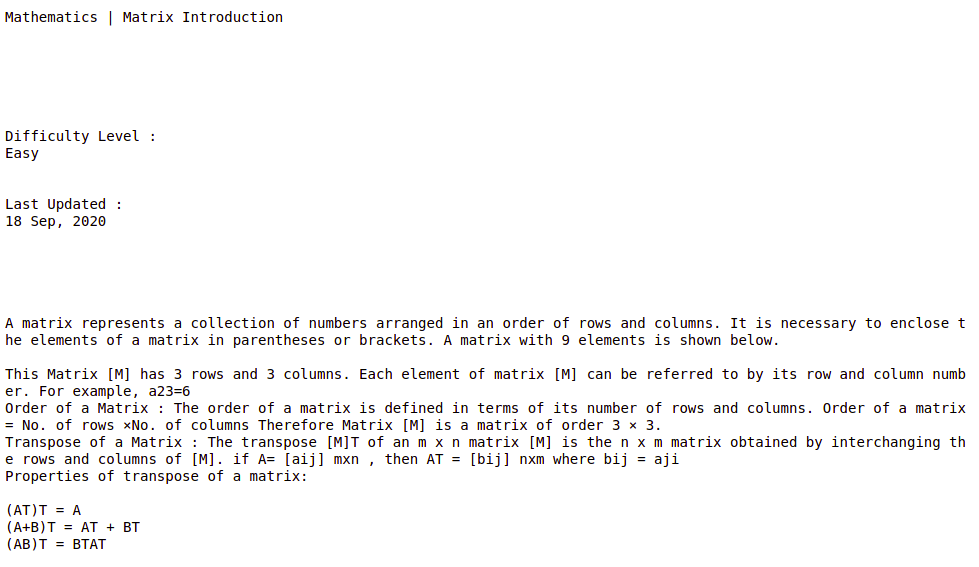 Mathematics | Matrix Introduction
Difficulty Level :
Easy
Last Updated :
18 Sep, 2020
A matrix represents a collection of numbers arranged in an order of rows and columns. It is necessary to enclose t
he elements of a matrix in parentheses or brackets. A matrix with 9 elements is shown below.
This Matrix [M] has 3 rows and 3 columns. Each element of matrix [M] can be referred to by its row and column numb
er. For example, a23=6
Order of a Matrix : The order of a matrix is defined in terms of its number of rows and columns. Order of a matrix
= No. of rows ×No. of columns Therefore Matrix [M] is a matrix of order 3 × 3.
Transpose of a Matrix : The transpose [M]T of an m x n matrix [M] is the n x m matrix obtained by interchanging th
e rows and columns of [M]. if A= [aij] mxn , then AT = [bij] nxm where bij = aji
Properties of transpose of a matrix:
(AT)T = A
(A+B)T = AT + BT
(AB)T = BTAT